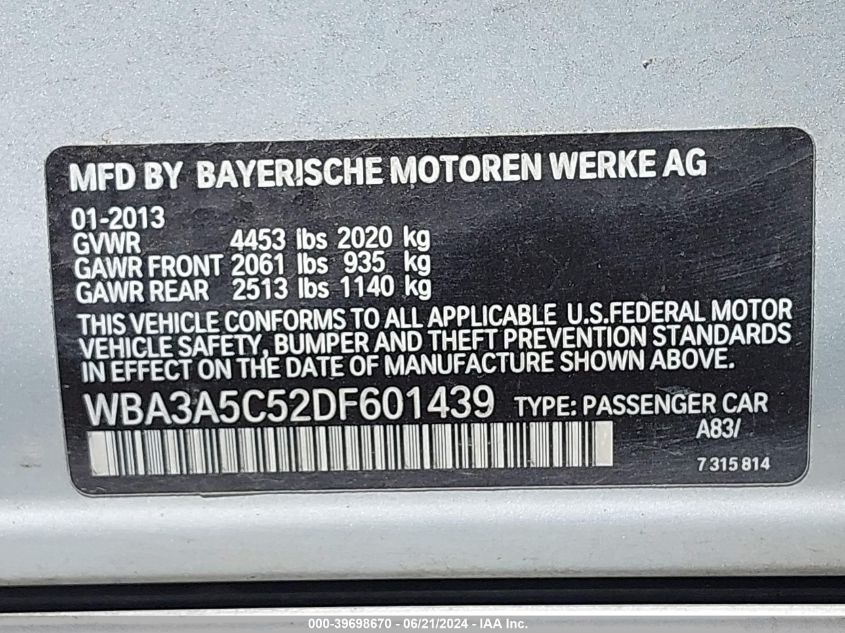 MFD BY BAYERISCHE MOTOREN WERKE AG
01-2013
GVWR 4453 lbs 2020 kg
GAWR FRONT 2061 lbs 935 kg
GAWR REAR 2513 lbs 1140 kg
THIS VEHICLE CONFORMS TO ALL APPLICABLE U.S.FEDERAL MOTOR
VEHICLE SAFETY, BUMPER AND THEFT PREVENTION STANDARDS
IN EFFECT ON THE DATE OF MANUFACTURE SHOWN ABOVE.
WBA3A5C52DF601439 TYPE: PASSENGER CAR
A83/
7 315 814
000-39698670 / 06/21/2024 - IAA Inc.